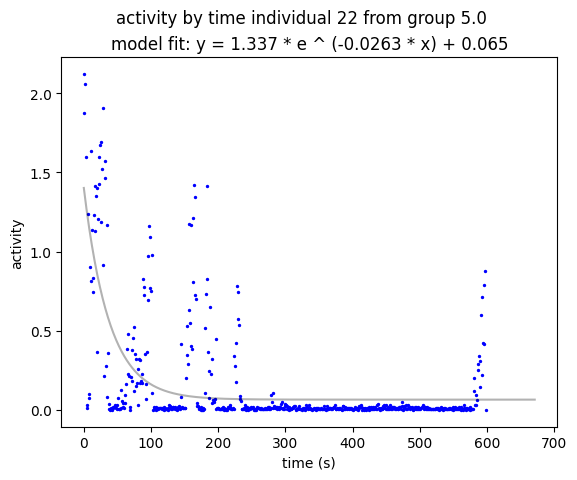 activity by time individual 22 from group 5.0
model fit: y = 1.337 * e ^ (-0.0263 * x) + 0.065
2.0
1.5
1.0
0.5
0.0
activity
0 100 200 300 400 500 600 700
time (s)